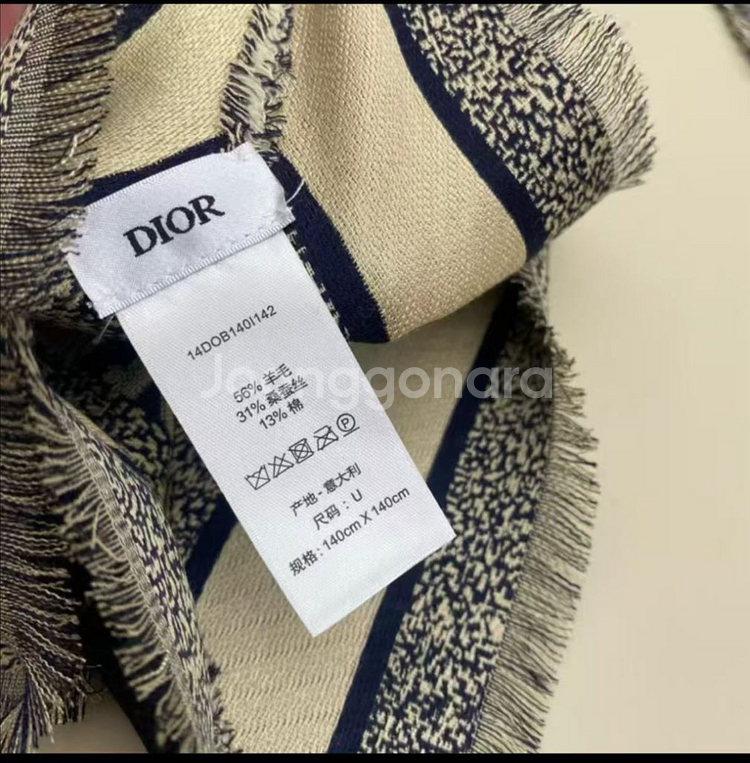 DIOR
14DOB140I142
56% 羊毛
31% 桑蚕丝
13% 棉
P
产地 - 意大利
尺码 : U
规格 : 140cm X 140cm
Joonggonara